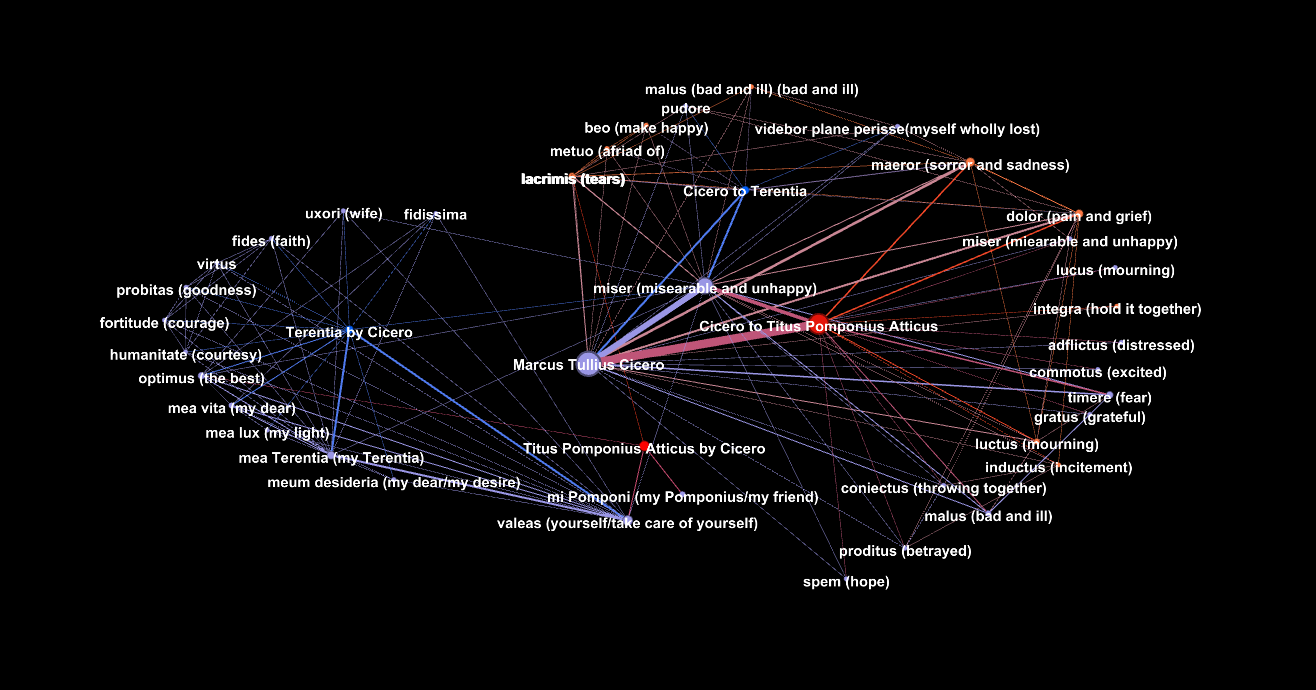 malus (bad and ill) (bad and ill)
pudore
beo (make happy)
videbor plane perisse(myself wholly lost)
metuo (afriad of)
maeror (sorror and sadness)
lacrimis (tears)
Cicero to Terentia
uxori (wife)
fidissima
dolor (pain and grief)
fides (faith)
miser (miearable and unhappy)
virtus
lucus (mourning)
probitas (goodness)
miser (misearable and unhappy)
integra (hold it together)
fortitude (courage)
Terentia by Cicero
Cicero to Titus Pomponius Atticus
adflictus (distressed)
humanitate (courtesy)
Marcus Tullius Cicero
commotus (excited)
optimus (the best)
timere (fear)
mea vita (my dear)
gratus (grateful)
mea lux (my light)
luctus (mourning)
Titus Pomponius Atticus by Cicero
mea Terentia (my Terentia)
inductus (incitement)
meum desideria (my dear/my desire)
coniectus (throwing together)
mi Pomponi (my Pomponius/my friend)
malus (bad and ill)
valeas (yourself/take care of yourself)
proditus (betrayed)
spem (hope)